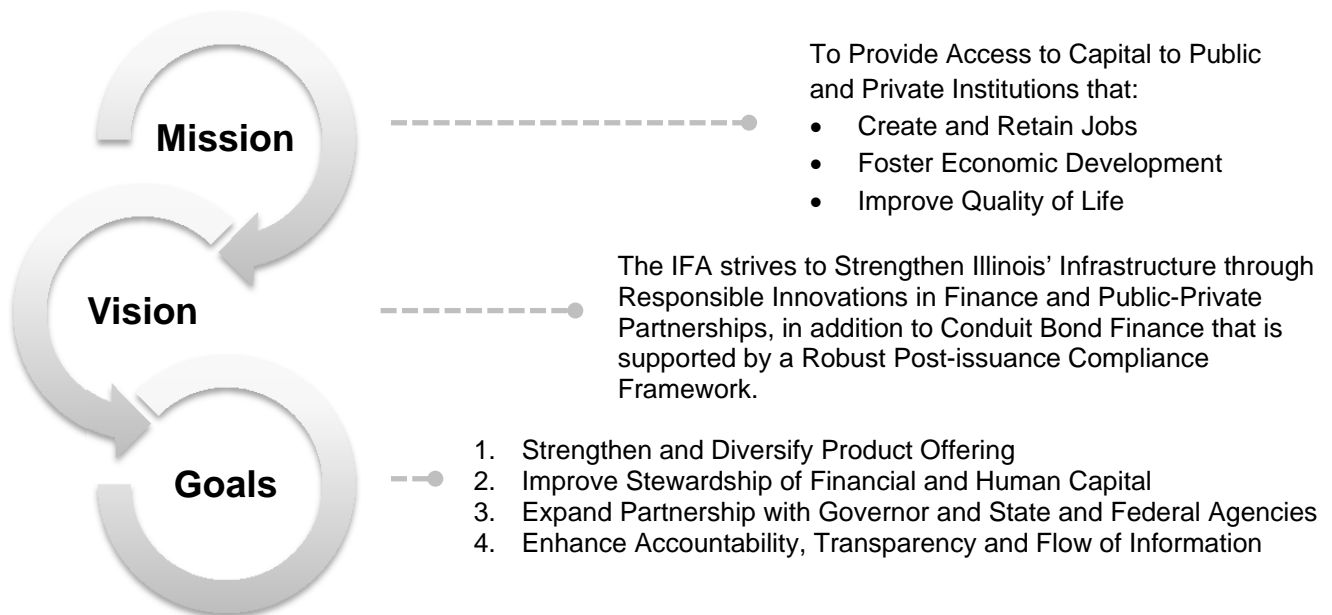 Mission
To Provide Access to Capital to Public
and Private Institutions that:
• Create and Retain Jobs
• Foster Economic Development
• Improve Quality of Life
Vision
The IFA strives to Strengthen Illinois’ Infrastructure through
Responsible Innovations in Finance and Public-Private
Partnerships, in addition to Conduit Bond Finance that is
supported by a Robust Post-issuance Compliance
Framework.
Goals
1. Strengthen and Diversify Product Offering
2. Improve Stewardship of Financial and Human Capital
3. Expand Partnership with Governor and State and Federal Agencies
4. Enhance Accountability, Transparency and Flow of Information